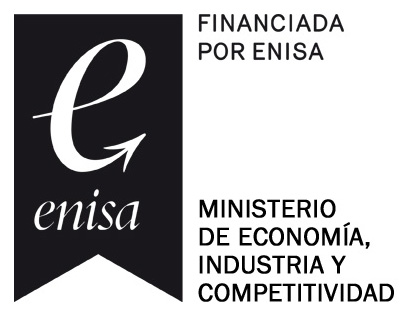 FINANCIADA
POR ENISA
e
enisa
MINISTERIO
DE ECONOMÍA,
INDUSTRIA Y
COMPETITIVIDAD